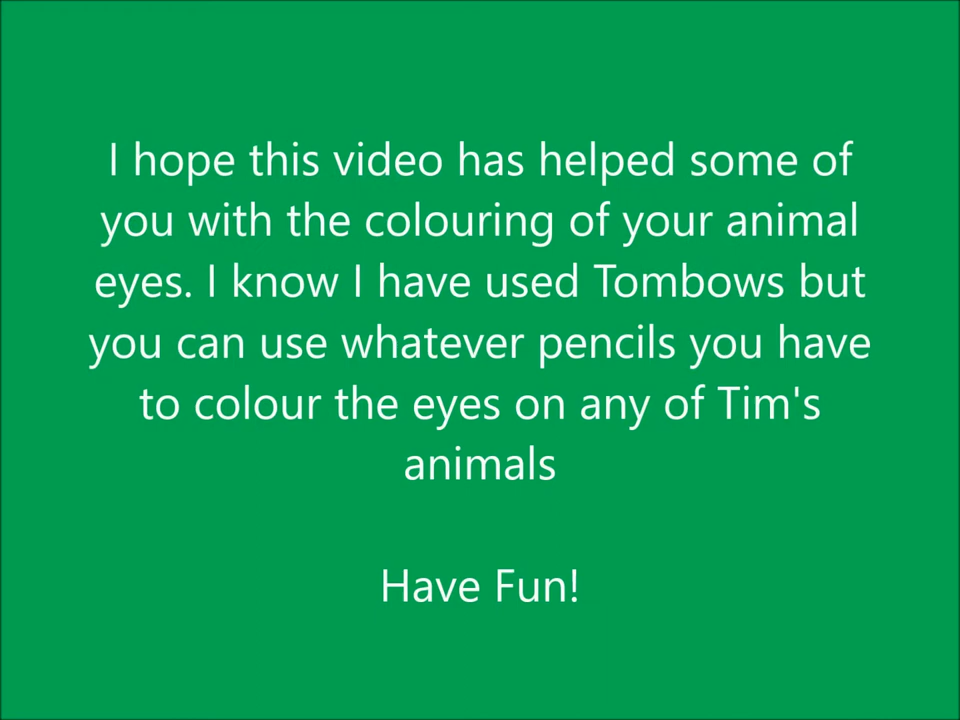 I hope this video has helped some of
you with the colouring of your animal
eyes. I know I have used Tombows but
you can use whatever pencils you have
to colour the eyes on any of Tim's
animals
Have Fun!